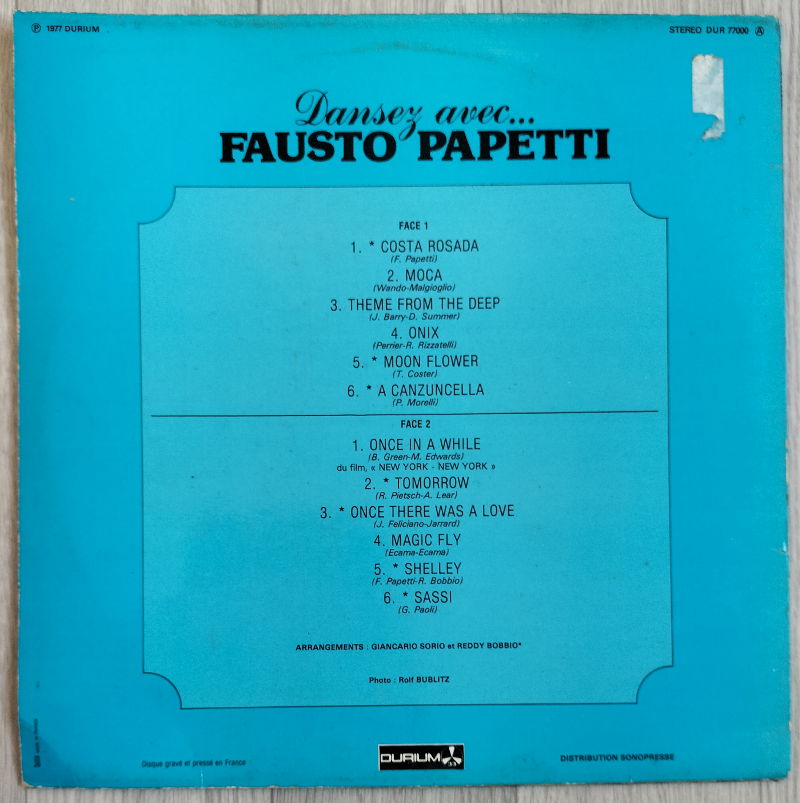 Ⓟ 1977 DURIUM
STEREO DUR 77000 Ⓐ
Dansez avec...
FAUSTO PAPETTI
FACE 1
1. * COSTA ROSADA
(F. Papetti)
2. MOCA
(Wando-Malgioglio)
3. THEME FROM THE DEEP
(J. Barry-D. Summer)
4. ONIX
(Perrier-R. Rizzatelli)
5. * MOON FLOWER
(T. Coster)
6. * A CANZUNCELLA
(P. Morelli)
FACE 2
1. ONCE IN A WHILE
(B. Green-M. Edwards)
du film, « NEW YORK - NEW YORK »
2. * TOMORROW
(R. Pietsch-A. Lear)
3. * ONCE THERE WAS A LOVE
(J. Feliciano-Jarrard)
4. MAGIC FLY
(Ecama-Ecama)
5. * SHELLEY
(F. Papetti-R. Bobbio)
6. * SASSI
(G. Paoli)
ARRANGEMENTS : GIANCARIO SORIO et REDDY BOBBIO*
Photo : Rolf BUBLITZ
Disque gravé et pressé en France
DURIUM
DISTRIBUTION SONOPRESSE